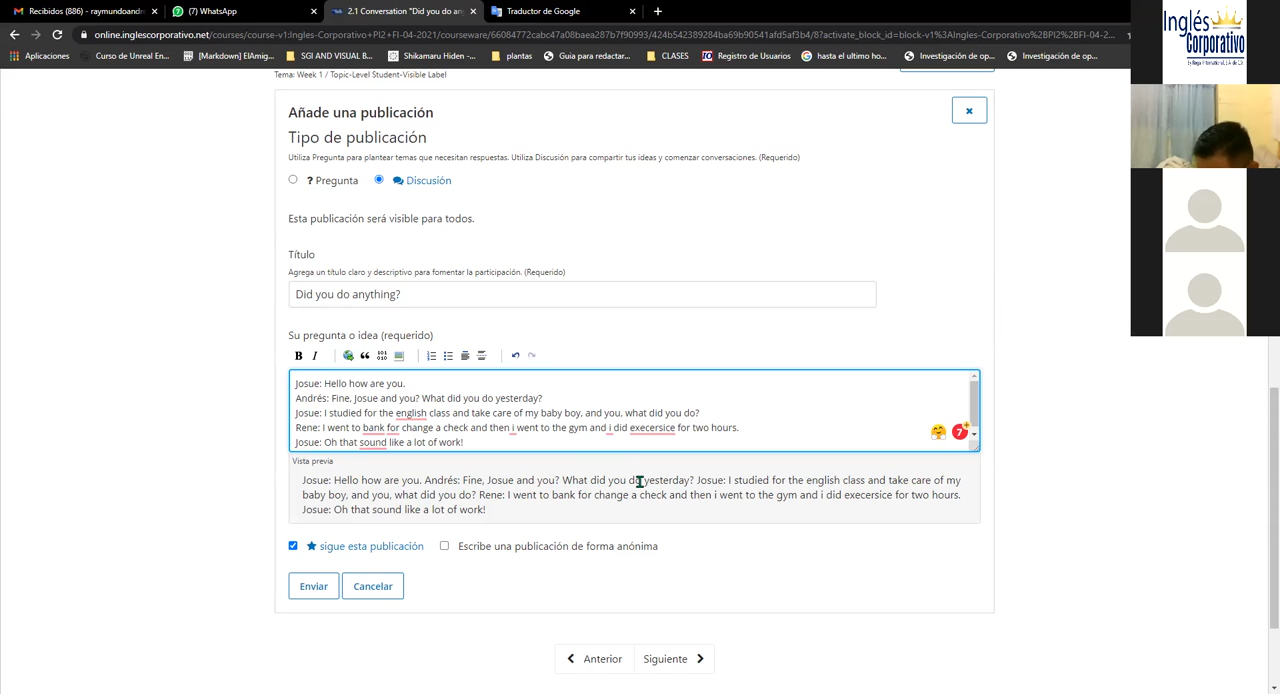 Recibidos (886) - raymundoandr
(7) WhatsApp
2.1 Conversation "Did you do any
Traductor de Google
online.inglescorporativo.net/courses/course-v1:Ingles-Corporativo+PI2+FI-04-2021/courseware/66084772cabc47a08baea287b7f90993/424b542389284ba69b90541afd5af3b4/8?activate_block_id=block-v1%3AIngles-Corporativo%2BPI2%2BFI-04-2...
Aplicaciones
Curso de Unreal En...
[Markdown] ElAmig...
SGI AND VISUAL B...
Shikamaru Hiden -...
plantas
Guia para redactar...
CLASES
Registro de Usuarios
hasta el ultimo ho...
Investigación de op...
Investigación de op...
Inglés
Corporativo
Tema: Week 1 / Topic-Level Student-Visible Label
Añade una publicación
Tipo de publicación
Utiliza Pregunta para plantear temas que necesitan respuestas. Utiliza Discusión para compartir tus ideas y comenzar conversaciones. (Requerido)
? Pregunta
Discusión
Esta publicación será visible para todos.
Título
Agrega un título claro y descriptivo para fomentar la participación. (Requerido)
Did you do anything?
Su pregunta o idea (requerido)
B I
Josue: Hello how are you.
Andrés: Fine, Josue and you? What did you do yesterday?
Josue: I studied for the english class and take care of my baby boy, and you, what did you do?
Rene: I went to bank for change a check and then i went to the gym and i did execersice for two hours.
Josue: Oh that sound like a lot of work!
7
Vista previa
Josue: Hello how are you. Andrés: Fine, Josue and you? What did you do yesterday? Josue: I studied for the english class and take care of my
baby boy, and you, what did you do? Rene: I went to bank for change a check and then i went to the gym and i did execersice for two hours.
Josue: Oh that sound like a lot of work!
sigue esta publicación
Escribe una publicación de forma anónima
Enviar
Cancelar
Anterior
Siguiente